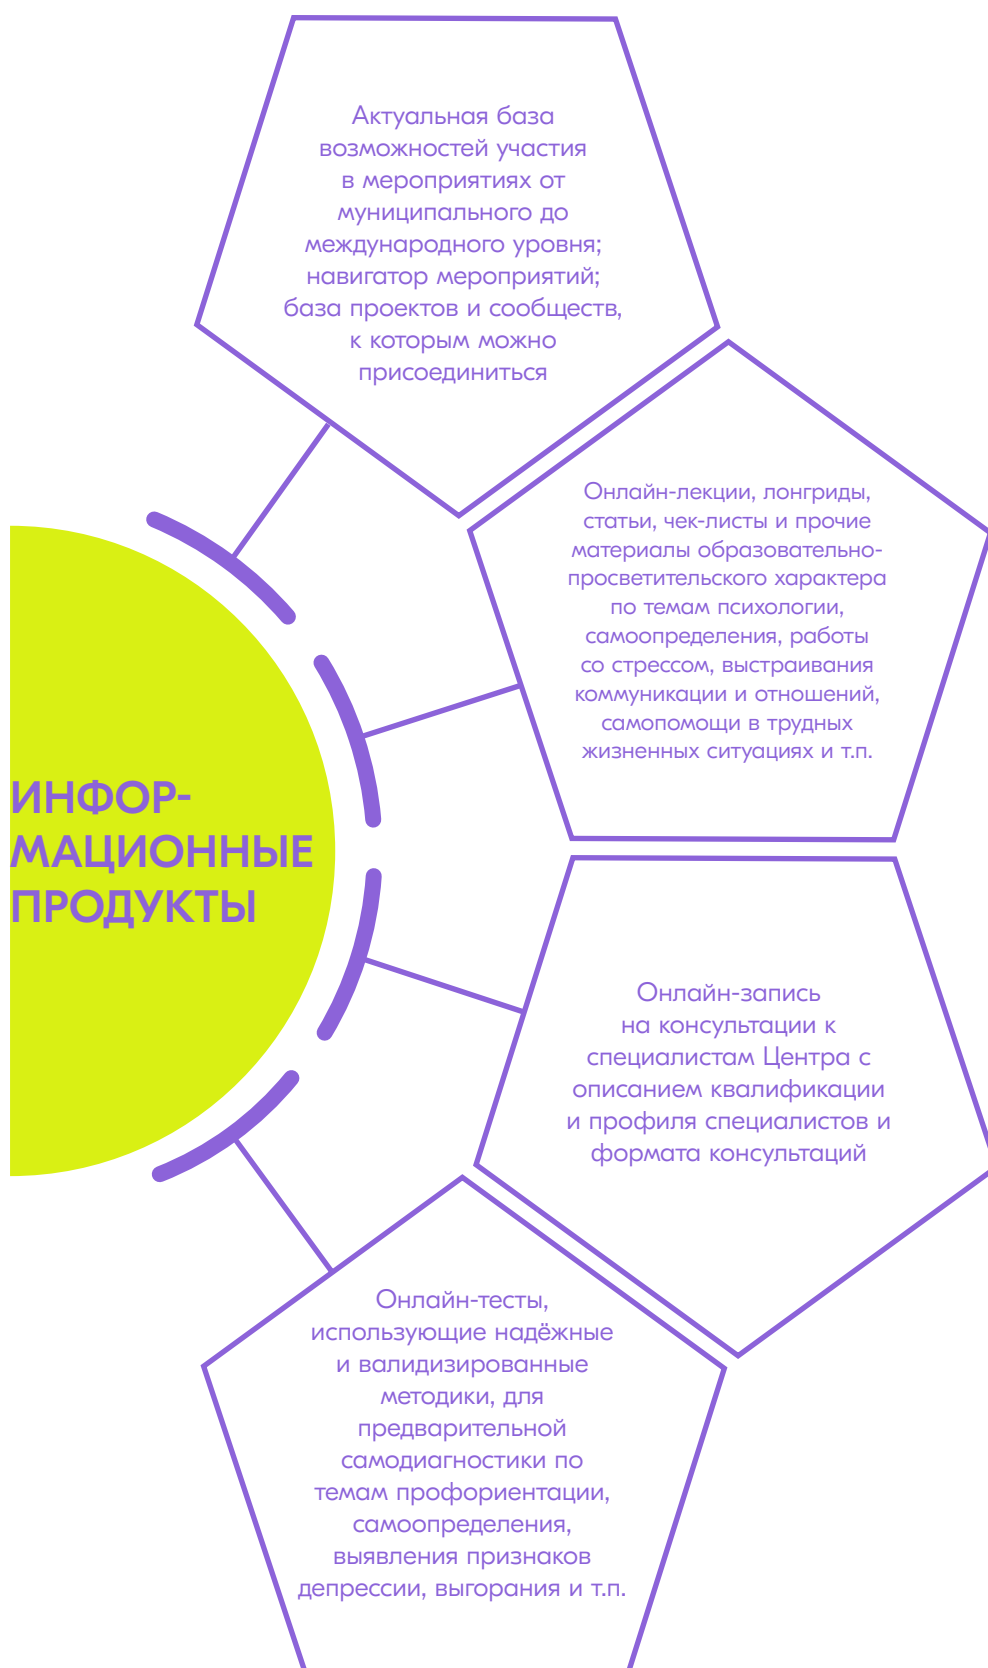 Актуальная база
возможностей участия
в мероприятиях от
муниципального до
международного уровня;
навигатор мероприятий;
база проектов и сообществ,
к которым можно
присоединиться
Онлайн-лекции, лонгриды,
статьи, чек-листы и прочие
материалы образовательно-
просветительского характера
по темам психологии,
самоопределения, работы
со стрессом, выстраивания
коммуникации и отношений,
самопомощи в трудных
жизненных ситуациях и т.п.
ИНФОР-
МАЦИОННЫЕ
ПРОДУКТЫ
Онлайн-запись
на консультации к
специалистам Центра с
описанием квалификации
и профиля специалистов и
формата консультаций
Онлайн-тесты,
использующие надёжные
и валидизированные
методики, для
предварительной
самодиагностики по
темам профориентации,
самоопределения,
выявления признаков
депрессии, выгорания и т.п.